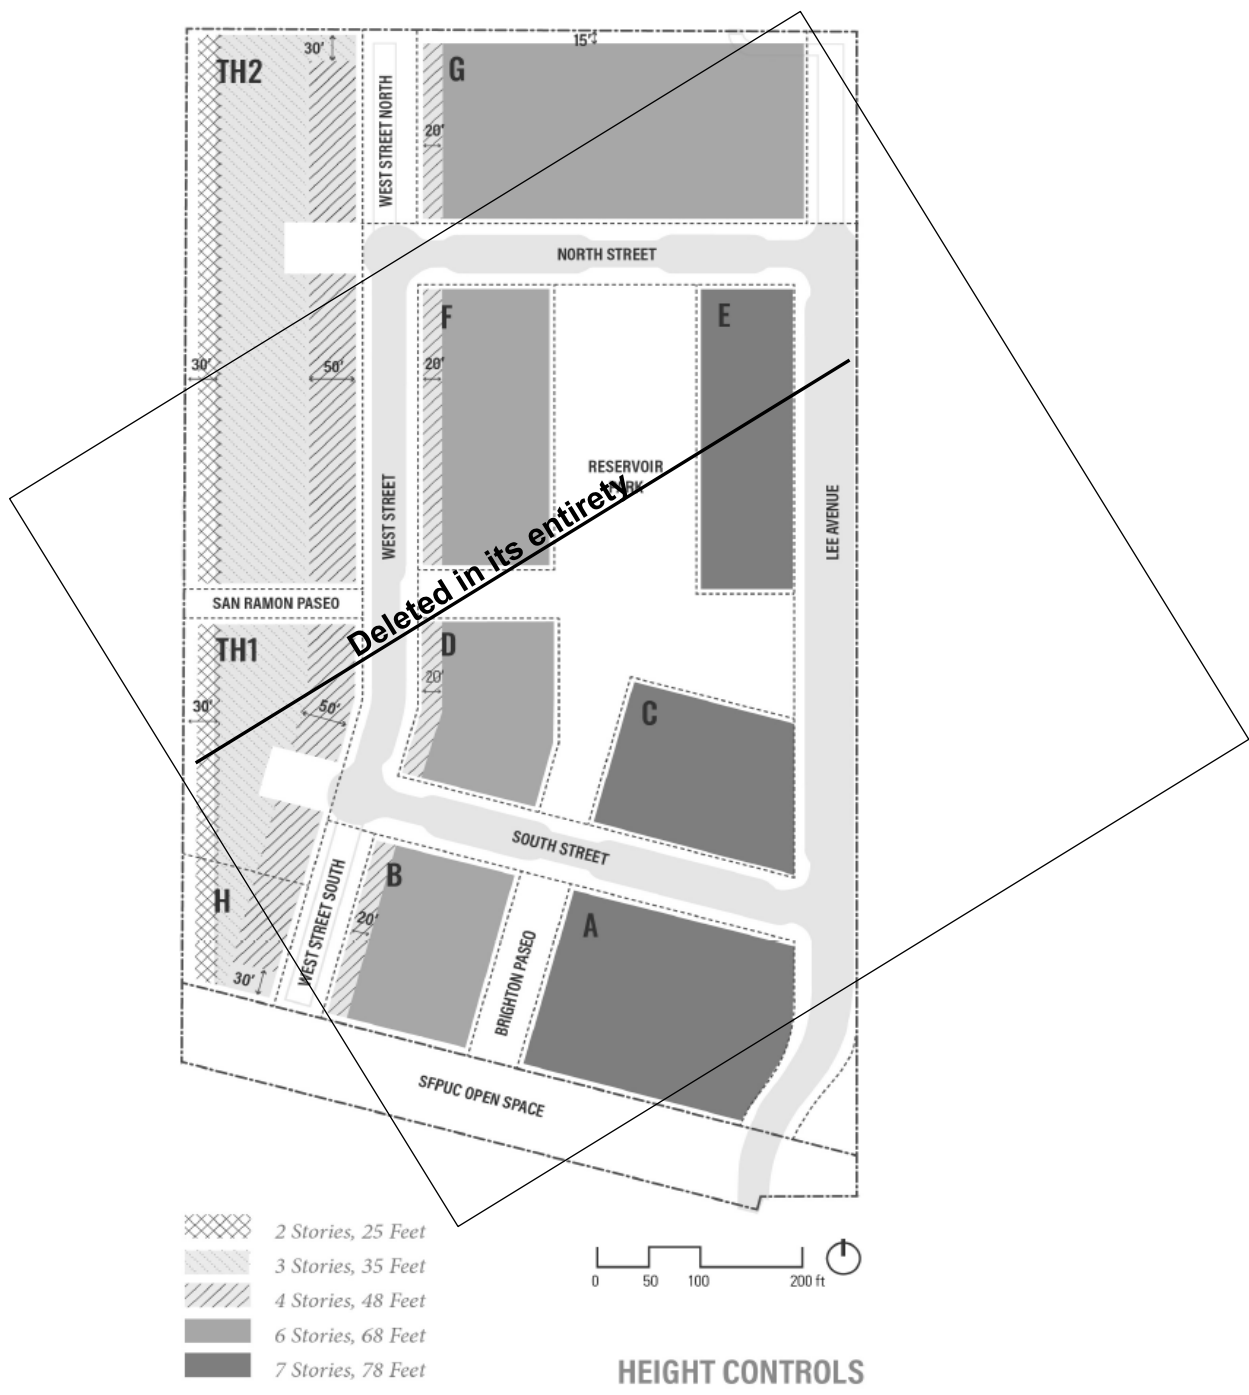 15'
30'
TH2
G
WEST STREET NORTH
20'
NORTH STREET
F
E
30'
50'
20'
RESERVOIR
PARK
WEST STREET
LEE AVENUE
Deleted in its entirety
SAN RAMON PASEO
TH1
D
20'
30'
50'
C
SOUTH STREET
B
H
WEST STREET SOUTH
20'
A
BRIGHTON PASEO
30'
SFPUC OPEN SPACE
2 Stories, 25 Feet
3 Stories, 35 Feet
4 Stories, 48 Feet
6 Stories, 68 Feet
7 Stories, 78 Feet
0 50 100 200 ft
HEIGHT CONTROLS